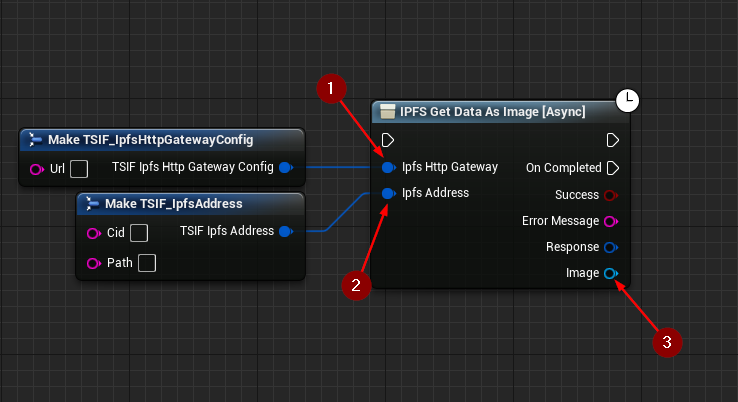 1
IPFS Get Data As Image [Async]
Make TSIF_IpfsHttpGatewayConfig
Url
TSIF Ipfs Http Gateway Config
Ipfs Http Gateway
On Completed
Ipfs Address
Success
Make TSIF_IpfsAddress
Cid
TSIF Ipfs Address
Error Message
Path
Response
Image
2
3